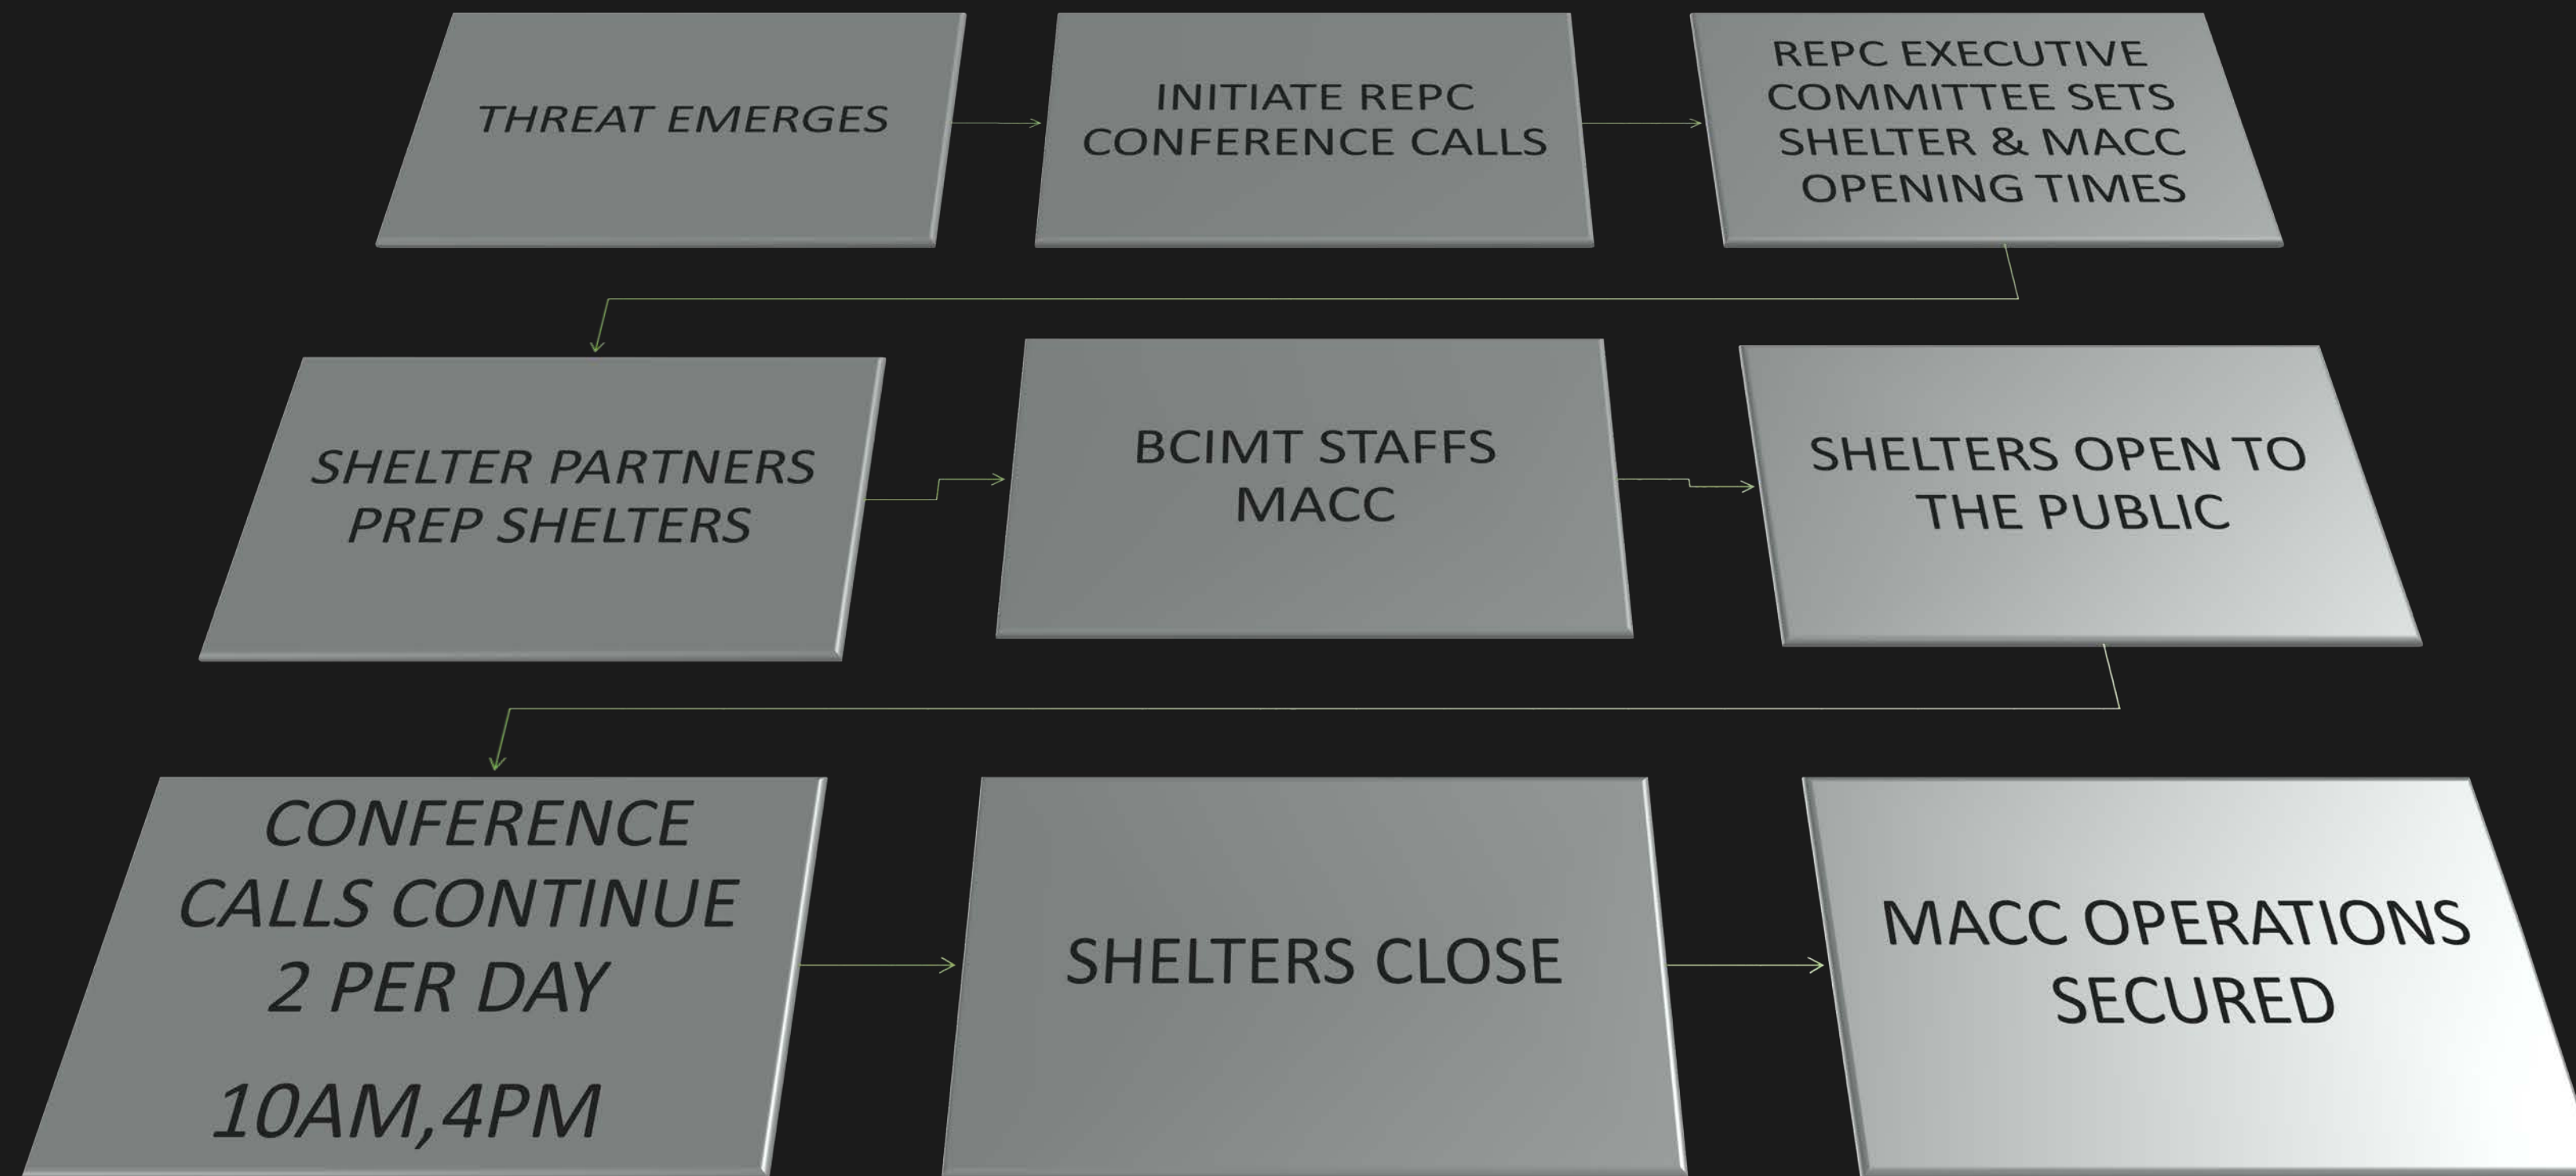 THREAT EMERGES
INITIATE REPC
CONFERENCE CALLS
REPC EXECUTIVE
COMMITTEE SETS
SHELTER & MACC
OPENING TIMES
SHELTER PARTNERS
PREP SHELTERS
BCIMT STAFFS
MACC
SHELTERS OPEN TO
THE PUBLIC
CONFERENCE
CALLS CONTINUE
2 PER DAY
10AM,4PM
SHELTERS CLOSE
MACC OPERATIONS
SECURED